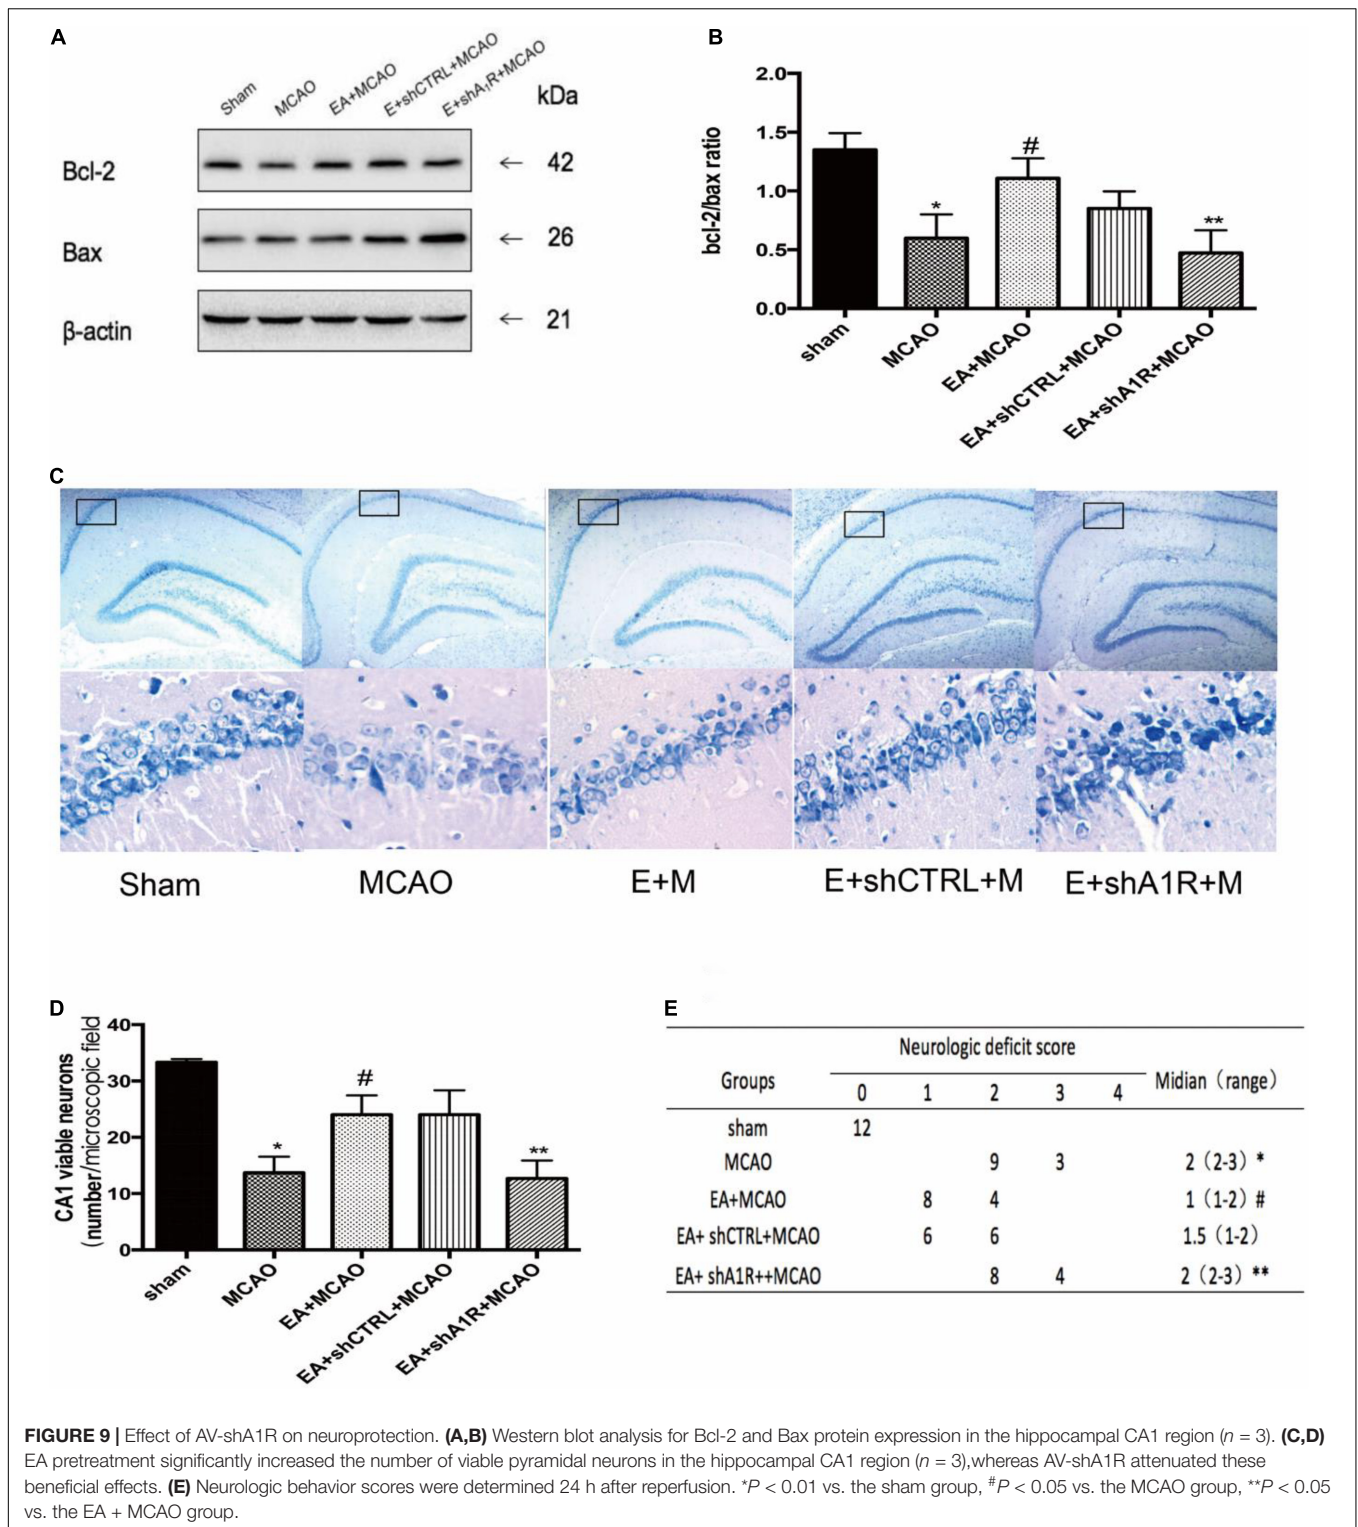 A
Sham
MCAO
EA+MCAO
E+shCTRL+MCAO
E+shA₁R+MCAO
kDa
Bcl-2
← 42
Bax
← 26
β-actin
← 21
B
bcl-2/bax ratio
2.0
1.5
1.0
0.5
0.0
*
#
**
sham
MCAO
EA+MCAO
EA+shCTRL+MCAO
EA+shA1R+MCAO
C
Sham
MCAO
E+M
E+shCTRL+M
E+shA1R+M
D
CA1 viable neurons
(number/microscopic field
40
30
20
10
0
*
#
**
sham
MCAO
EA+MCAO
EA+shCTRL+MCAO
EA+shA1R+MCAO
E
Neurologic deficit score
Groups 0 1 2 3 4 Midian（range）
sham 12
MCAO 9 3 2（2-3）*
EA+MCAO 8 4 1（1-2）#
EA+ shCTRL+MCAO 6 6 1.5（1-2）
EA+ shA1R++MCAO 8 4 2（2-3）**
FIGURE 9 | Effect of AV-shA1R on neuroprotection. (A,B) Western blot analysis for Bcl-2 and Bax protein expression in the hippocampal CA1 region (n = 3). (C,D)
EA pretreatment significantly increased the number of viable pyramidal neurons in the hippocampal CA1 region (n = 3),whereas AV-shA1R attenuated these
beneficial effects. (E) Neurologic behavior scores were determined 24 h after reperfusion. *P < 0.01 vs. the sham group, #P < 0.05 vs. the MCAO group, **P < 0.05
vs. the EA + MCAO group.